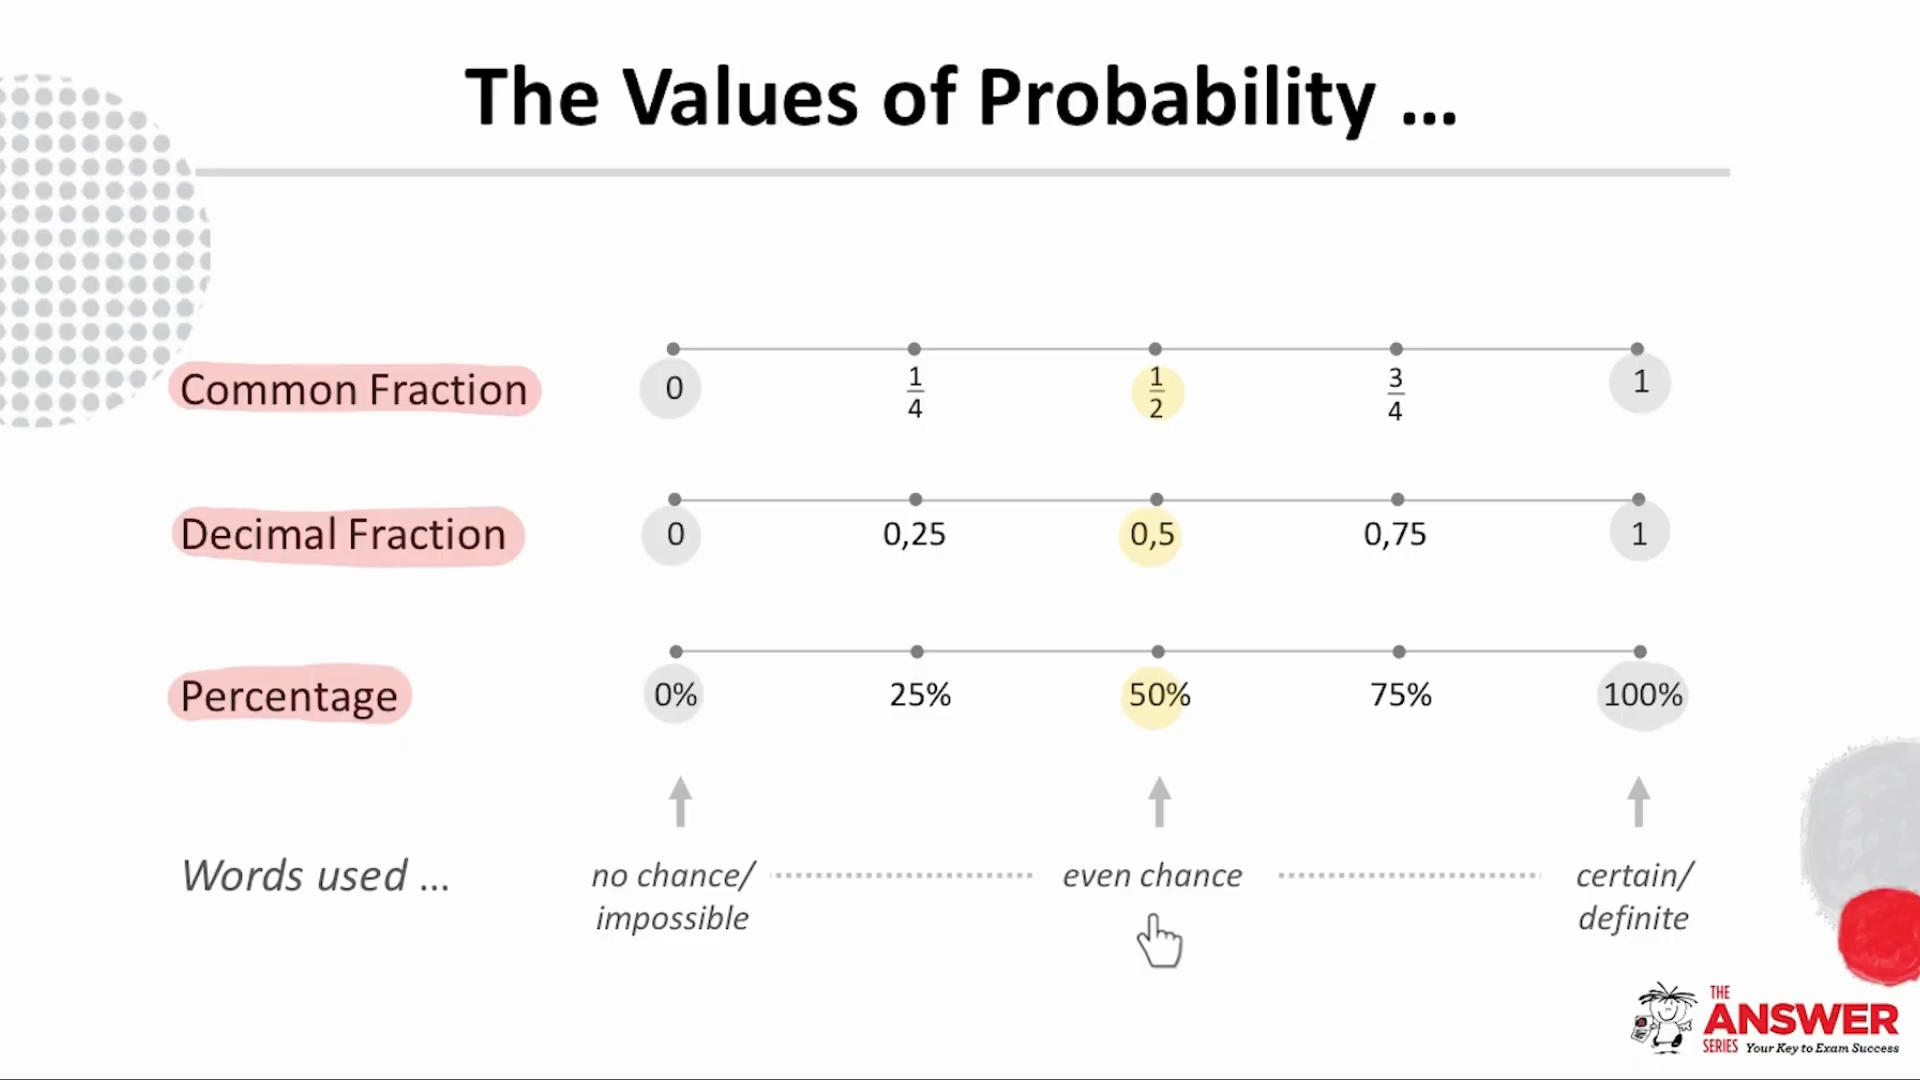 The Values of Probability ...
Common Fraction 0 1/4 1/2 3/4 1
Decimal Fraction 0 0,25 0,5 0,75 1
Percentage 0% 25% 50% 75% 100%
Words used ... no chance/ even chance certain/
impossible definite
THE
ANSWER
SERIES Your Key to Exam Success